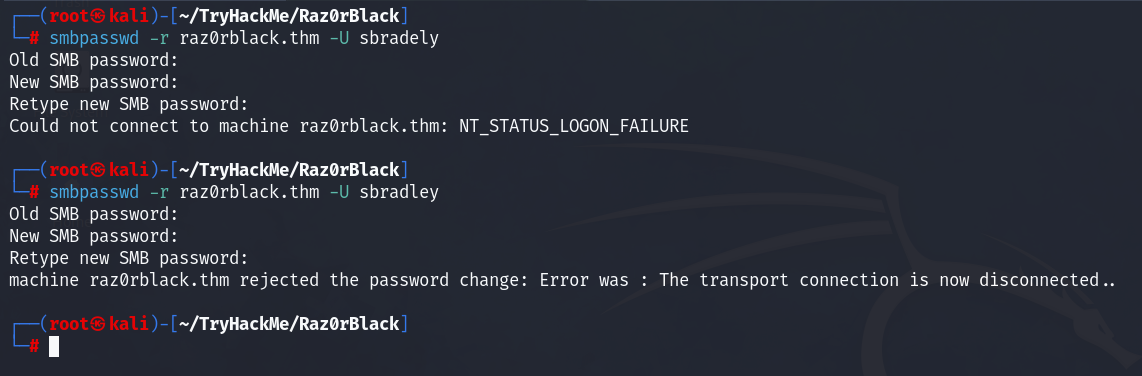 ┌──(root㉿kali)-[~/TryHackMe/Raz0rBlack]
└─# smbpasswd -r raz0rblack.thm -U sbradely
Old SMB password:
New SMB password:
Retype new SMB password:
Could not connect to machine raz0rblack.thm: NT_STATUS_LOGON_FAILURE
┌──(root㉿kali)-[~/TryHackMe/Raz0rBlack]
└─# smbpasswd -r raz0rblack.thm -U sbradley
Old SMB password:
New SMB password:
Retype new SMB password:
machine raz0rblack.thm rejected the password change: Error was : The transport connection is now disconnected..
┌──(root㉿kali)-[~/TryHackMe/Raz0rBlack]
└─#